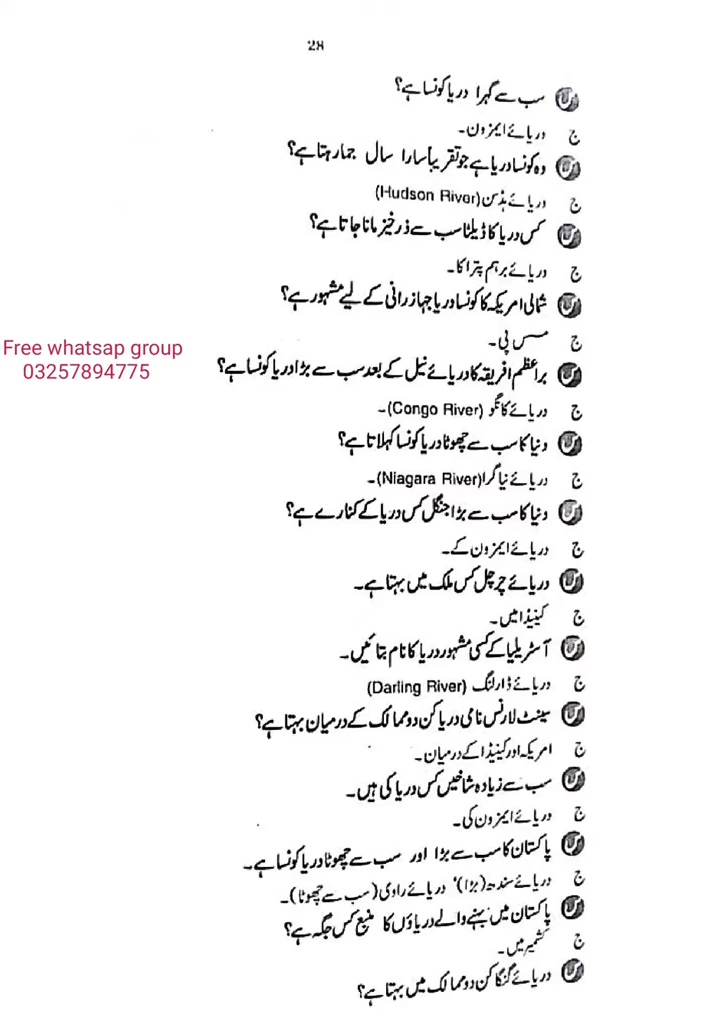 28
س سب سے گہرا دریا کونسا ہے؟
ج دریائے ایمزون۔
س وہ کونسا دریا ہے جو تقریباً سارا سال جما رہتا ہے؟
ج دریائے ہڈسن (Hudson River)
س کس دریا کا ڈیلٹا سب سے زرخیز مانا جاتا ہے؟
ج دریائے برہم پترا کا۔
س شمالی امریکہ کا کونسا دریا جہاز رانی کے لیے مشہور ہے؟
ج مسس پی۔
Free whatsap group
03257894775
س براعظم افریقہ کا دریائے نیل کے بعد سب سے بڑا دریا کونسا ہے؟
ج دریائے کانگو (Congo River)۔
س دنیا کا سب سے چھوٹا دریا کونسا کہلاتا ہے؟
ج دریائے نیاگرا (Niagara River)۔
س دنیا کا سب سے بڑا جنگل کس دریا کے کنارے ہے؟
ج دریائے ایمزون کے۔
س دریائے چرچل کس ملک میں بہتا ہے۔
ج کینیڈا میں۔
س آسٹریلیا کے کسی مشہور دریا کا نام بتائیں۔
ج دریائے ڈارلنگ (Darling River)
س سینٹ لارنس نامی دریا کن دو ممالک کے درمیان بہتا ہے؟
ج امریکہ اور کینیڈا کے درمیان۔
س سب سے زیادہ شاخیں کس دریا کی ہیں۔
ج دریائے ایمزون کی۔
س پاکستان کا سب سے بڑا اور سب سے چھوٹا دریا کونسا ہے۔
ج دریائے سندھ (بڑا)‘ دریائے راوی (سب سے چھوٹا)۔
س پاکستان میں بہنے والے دریاؤں کا منبع کس جگہ ہے؟
ج کشمیر میں۔
س دریائے گنگا کن دو ممالک میں بہتا ہے؟